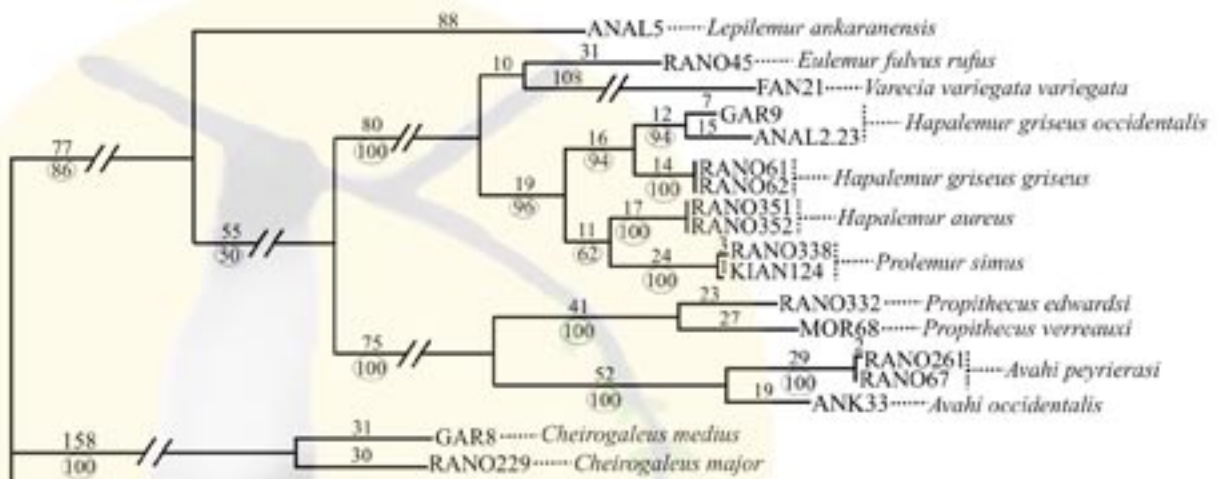 88 ANAL5 Lepilemur ankaranensis
10 31 RANO45 Eulemur fulvus rufus
108 FAN21 Varecia variegata variegata
7 GAR9
12 94 15 ANAL2.23 Hapalemur griseus occidentalis
80 100 16 94
77 86 14 100 RANO61
RANO62 Hapalemur griseus griseus
19 96 17 100 RANO351
RANO352 Hapalemur aureus
55 50 11 62 24 100 RANO338
KIAN124 Prolemur simus
41 100 23 RANO332 Propithecus edwardsi
27 MOR68 Propithecus verreauxi
75 100 29 100 RANO261
RANO67 Avahi peyrierasi
52 100 19 ANK33 Avahi occidentalis
158 100 31 GAR8 Cheirogaleus medius
30 RANO229 Cheirogaleus major